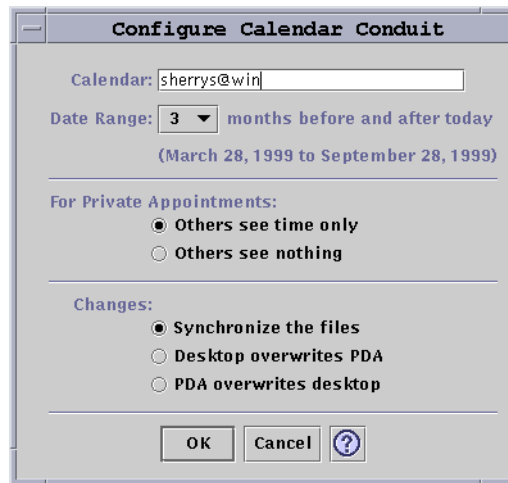 Configure Calendar Conduit
Calendar: sherrys@win
Date Range: 3 months before and after today
(March 28, 1999 to September 28, 1999)
For Private Appointments:
Others see time only
Others see nothing
Changes:
Synchronize the files
Desktop overwrites PDA
PDA overwrites desktop
OK Cancel ?